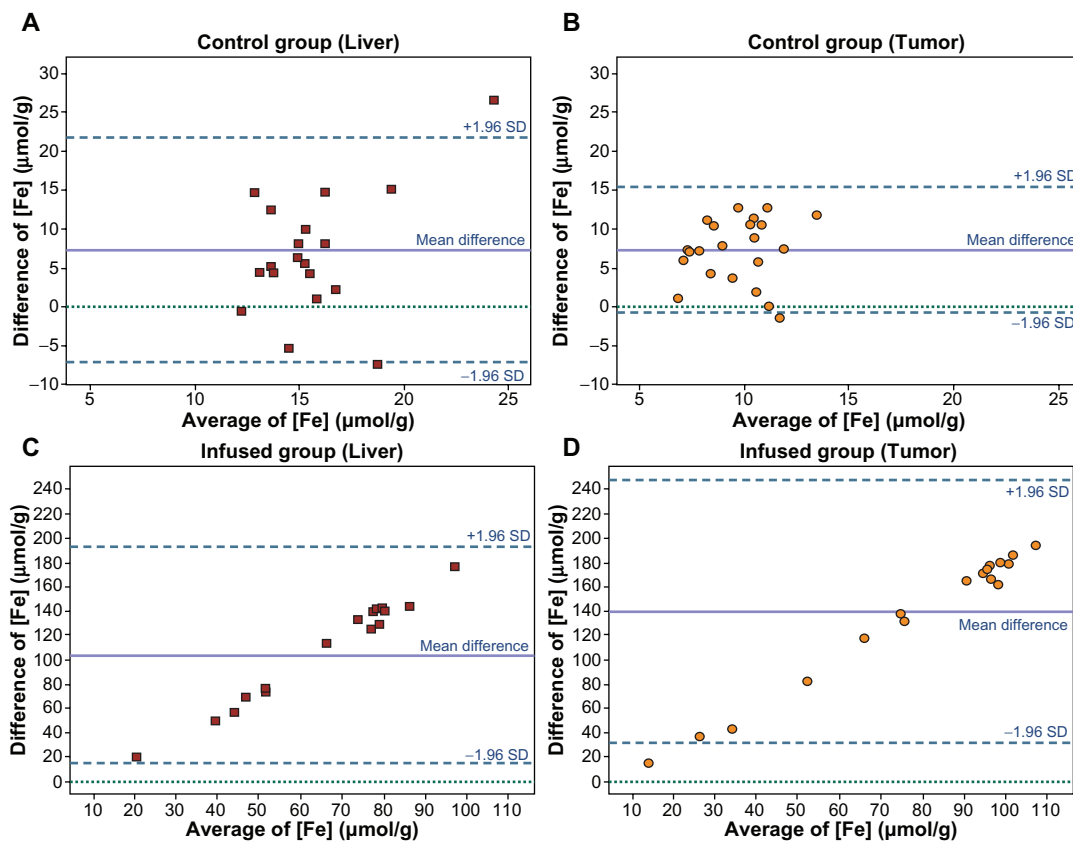 A
Control group (Liver)
Difference of [Fe] (µmol/g)
30
25
20
15
10
5
0
–5
–10
+1.96 SD
Mean difference
–1.96 SD
5
10
15
20
25
Average of [Fe] (µmol/g)
B
Control group (Tumor)
Difference of [Fe] (µmol/g)
30
25
20
15
10
5
0
–5
–10
+1.96 SD
Mean difference
–1.96 SD
5
10
15
20
25
Average of [Fe] (µmol/g)
C
Infused group (Liver)
Difference of [Fe] (µmol/g)
240
220
200
180
160
140
120
100
80
60
40
20
0
+1.96 SD
Mean difference
–1.96 SD
10
20
30
40
50
60
70
80
90
100
110
Average of [Fe] (µmol/g)
D
Infused group (Tumor)
Difference of [Fe] (µmol/g)
240
220
200
180
160
140
120
100
80
60
40
20
0
+1.96 SD
Mean difference
–1.96 SD
10
20
30
40
50
60
70
80
90
100
110
Average of [Fe] (µmol/g)